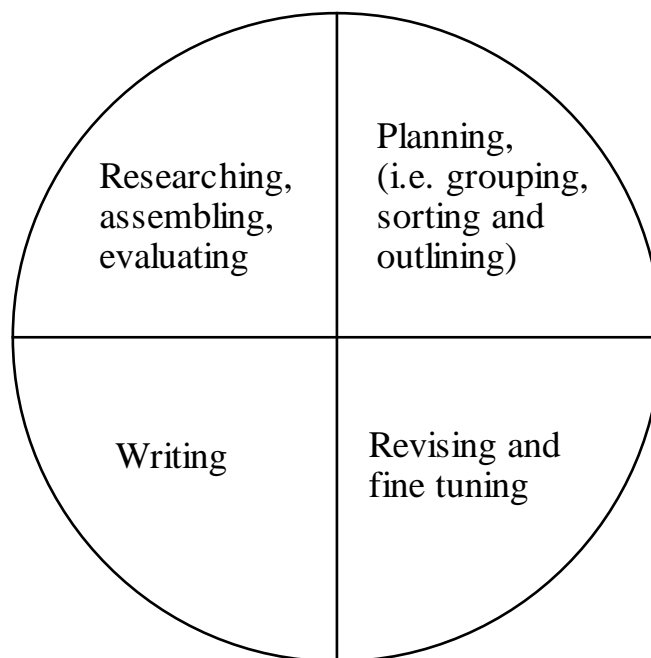 Researching,
assembling,
evaluating
Planning,
(i.e. grouping,
sorting and
outlining)
Writing
Revising and
fine tuning